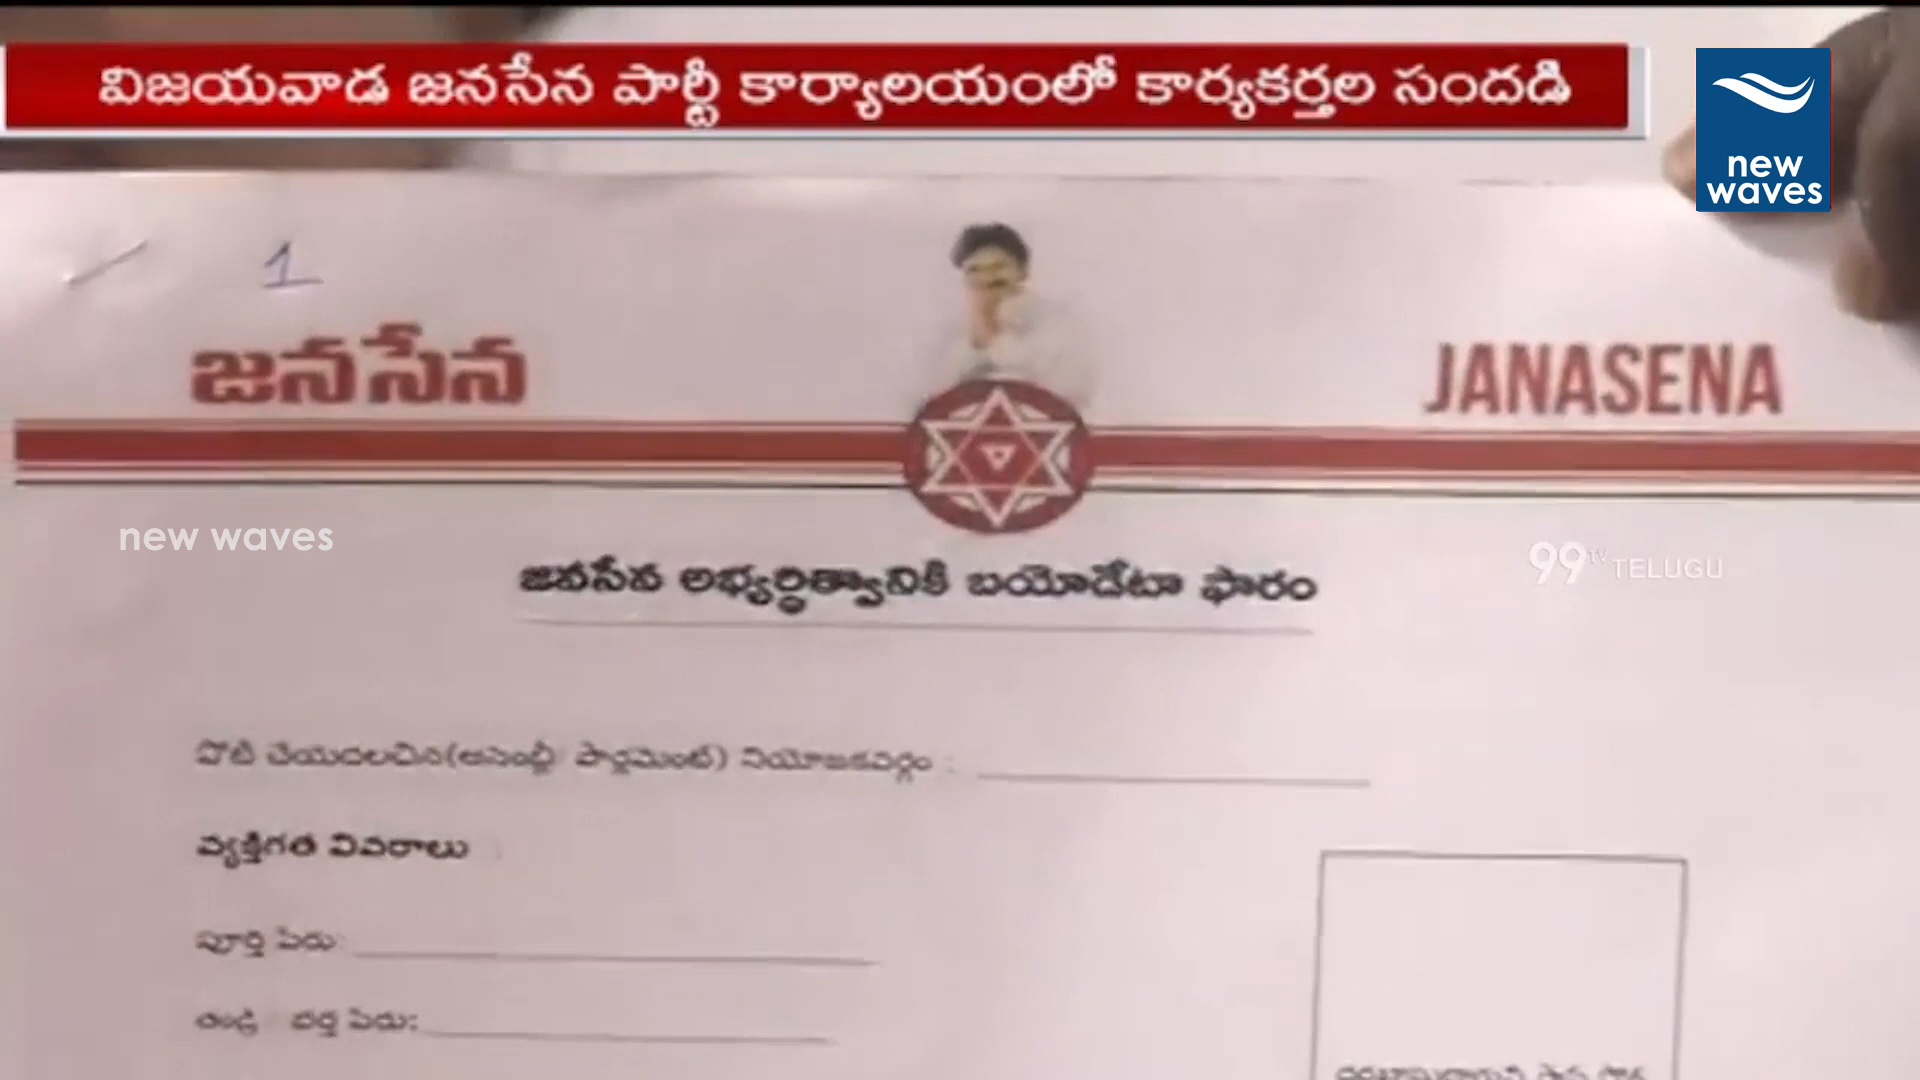 విజయవాడ జనసేన పార్టీ కార్యాలయంలో కార్యకర్తల సందడి
new
waves
1
జనసేన
JANASENA
new waves
99 TV TELUGU
జనసేన అభ్యర్థిత్వానికి బయోడేటా ఫారం
పోటి చేయదలచిన(అసెంబ్లీ/ పార్లమెంట్) నియోజకవర్గం :
వ్యక్తిగత వివరాలు :
పూర్తి పేరు:
తండ్రి / భర్త పేరు: